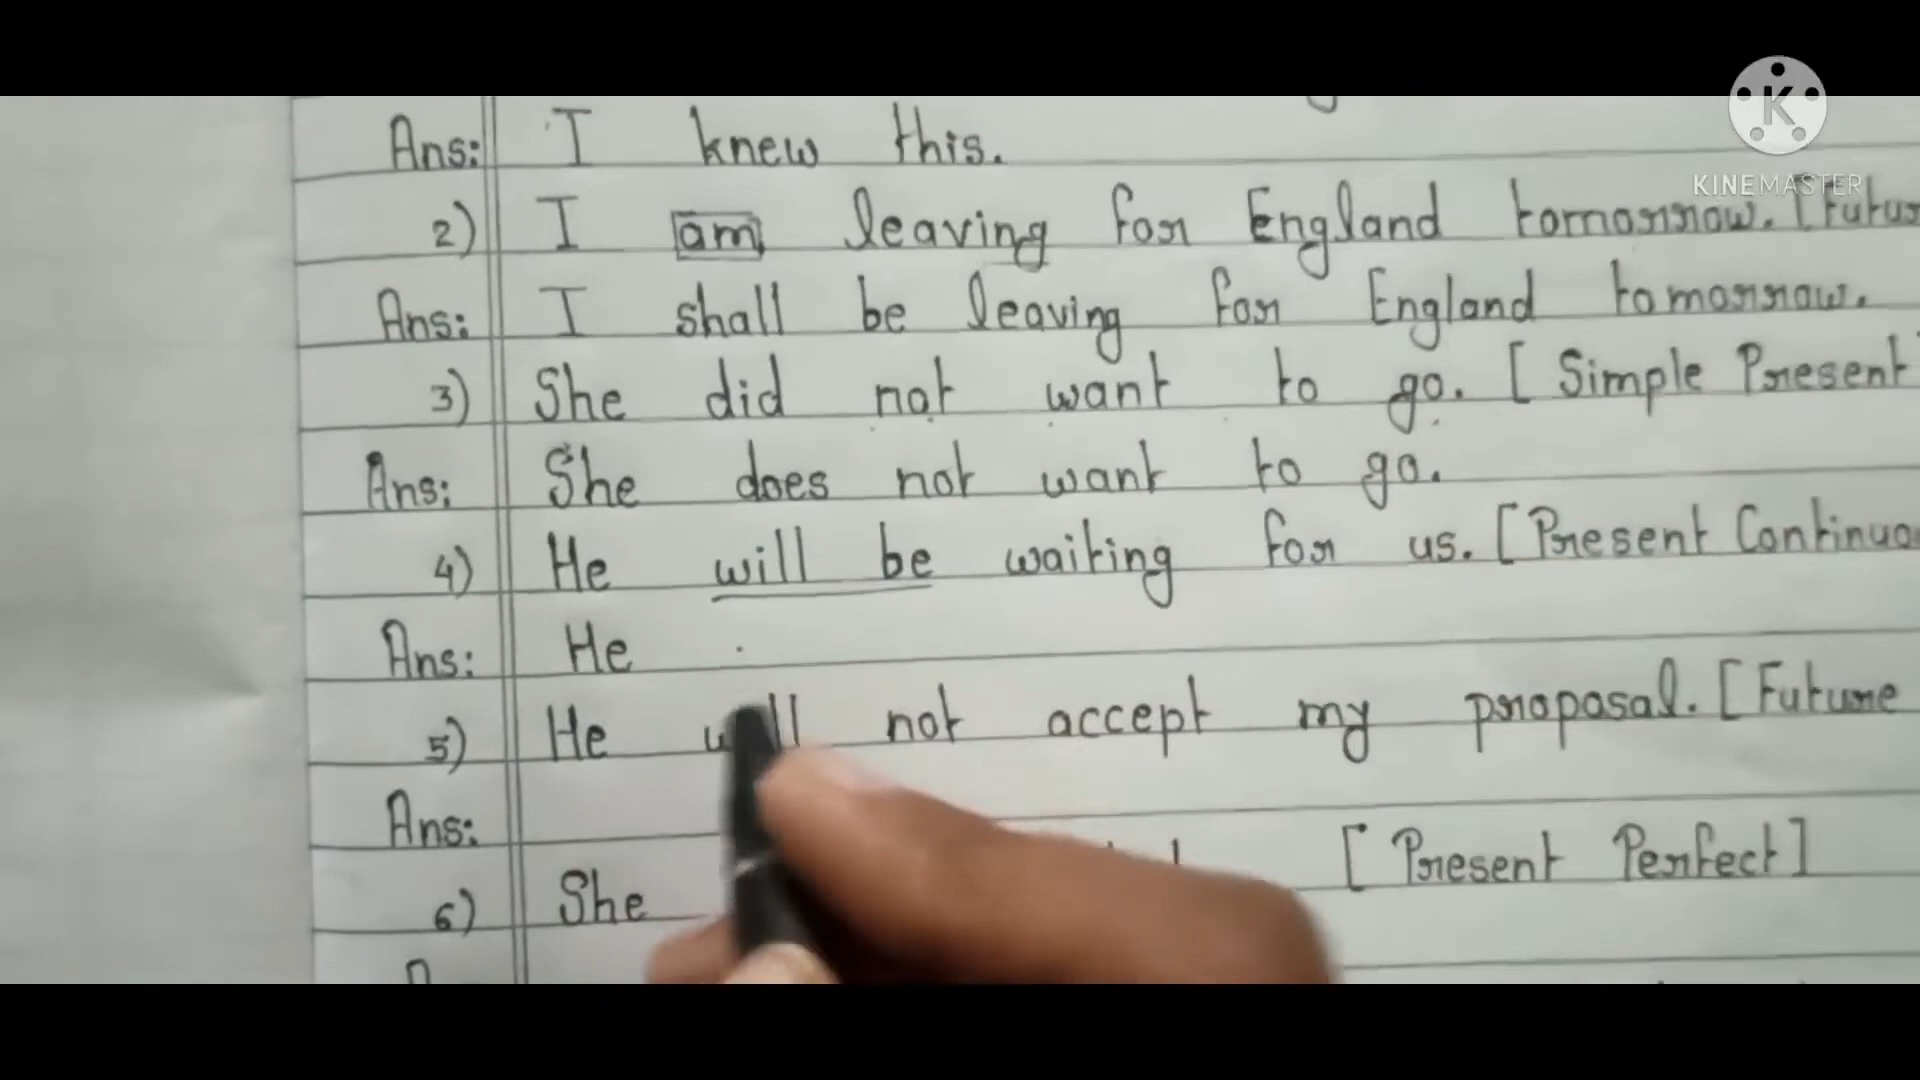 Ans: I knew this.
2) I am leaving for England tomorrow. [Futur
Ans: I shall be leaving for England tomorrow.
3) She did not want to go. [ Simple Present]
Ans: She does not want to go.
4) He will be waiting for us. [Present Continuo
Ans: He
5) He will not accept my proposal. [Future
Ans:
6) She [ Present Perfect]
KINEMASTER